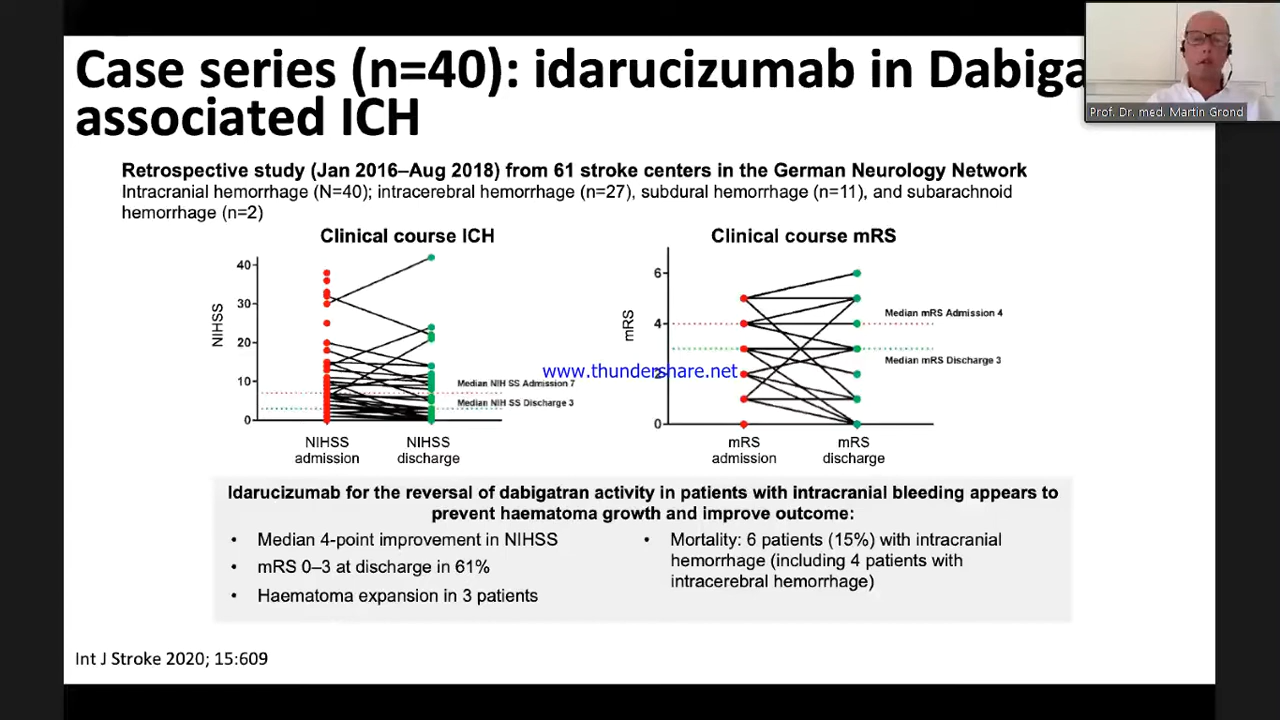 Case series (n=40): idarucizumab in Dabiga
associated ICH
Prof. Dr. med. Martin Grond
Retrospective study (Jan 2016–Aug 2018) from 61 stroke centers in the German Neurology Network
Intracranial hemorrhage (N=40); intracerebral hemorrhage (n=27), subdural hemorrhage (n=11), and subarachnoid
hemorrhage (n=2)
Clinical course ICH
40
30
20
10
0
NIHSS
Median NIH SS Admission 7
Median NIH SS Discharge 3
NIHSS
admission
NIHSS
discharge
Clinical course mRS
6
4
2
0
mRS
Median mRS Admission 4
Median mRS Discharge 3
mRS
admission
mRS
discharge
www.thundershare.net
Idarucizumab for the reversal of dabigatran activity in patients with intracranial bleeding appears to
prevent haematoma growth and improve outcome:
• Median 4-point improvement in NIHSS
• mRS 0–3 at discharge in 61%
• Haematoma expansion in 3 patients
• Mortality: 6 patients (15%) with intracranial
hemorrhage (including 4 patients with
intracerebral hemorrhage)
Int J Stroke 2020; 15:609